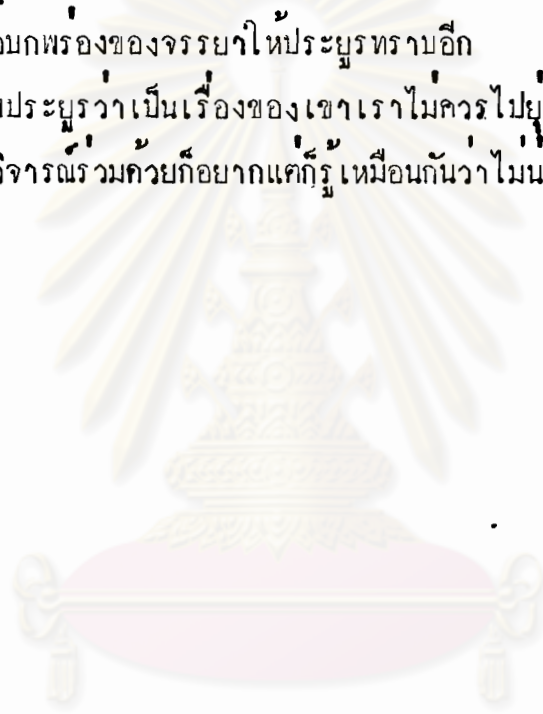 บกพร่องของจรรยาให้ประยูรทราบอีก
ประยูรว่าเป็นเรื่องของเขาเราไม่ควรไปยุ่
จารณ์ร่วมด้วยก็อยากแต่ก็รู้เหมือนกันว่าไม่น